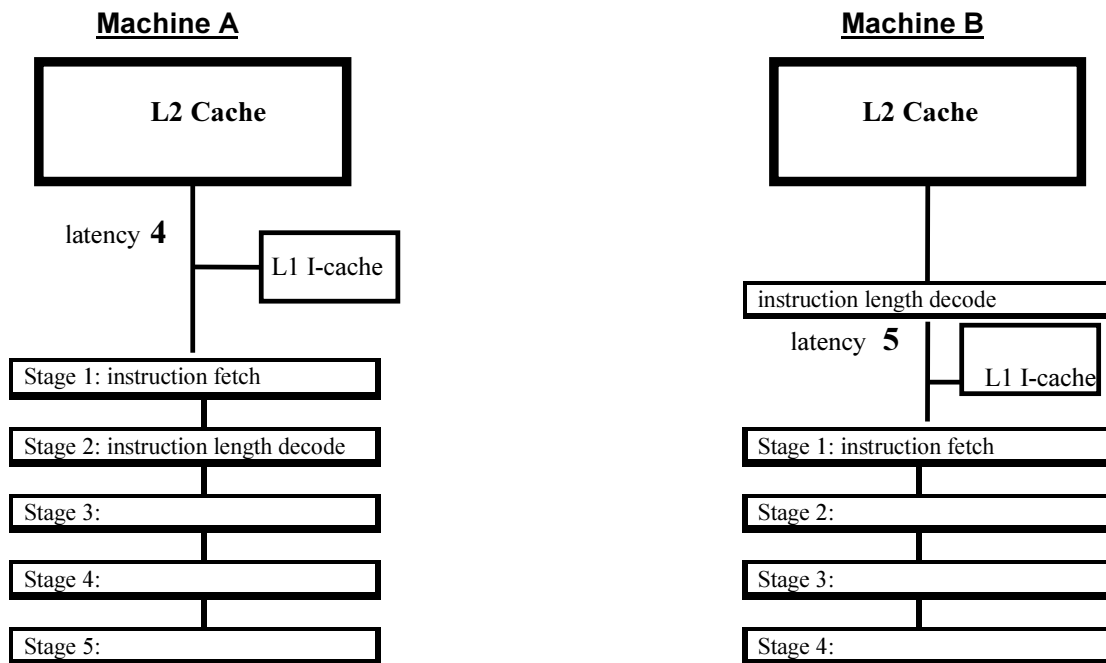 Machine A
L2 Cache
latency 4
L1 I-cache
Stage 1: instruction fetch
Stage 2: instruction length decode
Stage 3:
Stage 4:
Stage 5:
Machine B
L2 Cache
instruction length decode
latency 5
L1 I-cache
Stage 1: instruction fetch
Stage 2:
Stage 3:
Stage 4: